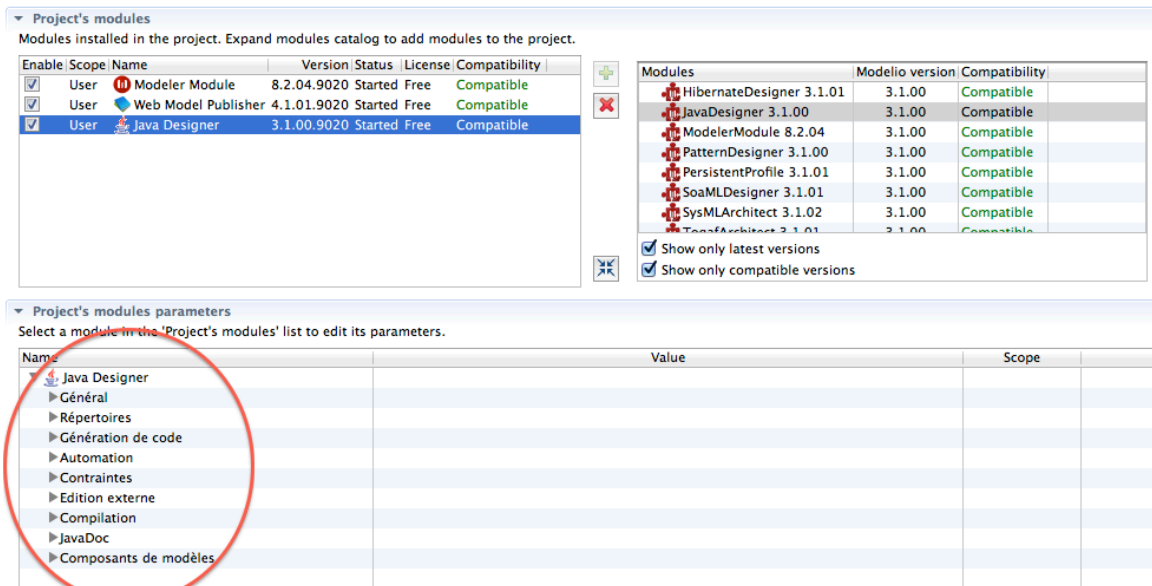 Project's modules
Modules installed in the project. Expand modules catalog to add modules to the project.
Enable Scope Name Version Status License Compatibility
User Modeler Module 8.2.04.9020 Started Free Compatible
User Web Model Publisher 4.1.01.9020 Started Free Compatible
User Java Designer 3.1.00.9020 Started Free Compatible
Modules Modelio version Compatibility
HibernateDesigner 3.1.01 3.1.00 Compatible
JavaDesigner 3.1.00 3.1.00 Compatible
ModelerModule 8.2.04 3.1.00 Compatible
PatternDesigner 3.1.00 3.1.00 Compatible
PersistentProfile 3.1.01 3.1.00 Compatible
SoaMLDesigner 3.1.01 3.1.00 Compatible
SysMLArchitect 3.1.02 3.1.00 Compatible
TogafArchitect 3.1.01 3.1.00 Compatible
Show only latest versions
Show only compatible versions
Project's modules parameters
Select a module in the 'Project's modules' list to edit its parameters.
Name Value Scope
Java Designer
Général
Répertoires
Génération de code
Automation
Contraintes
Edition externe
Compilation
JavaDoc
Composants de modèles